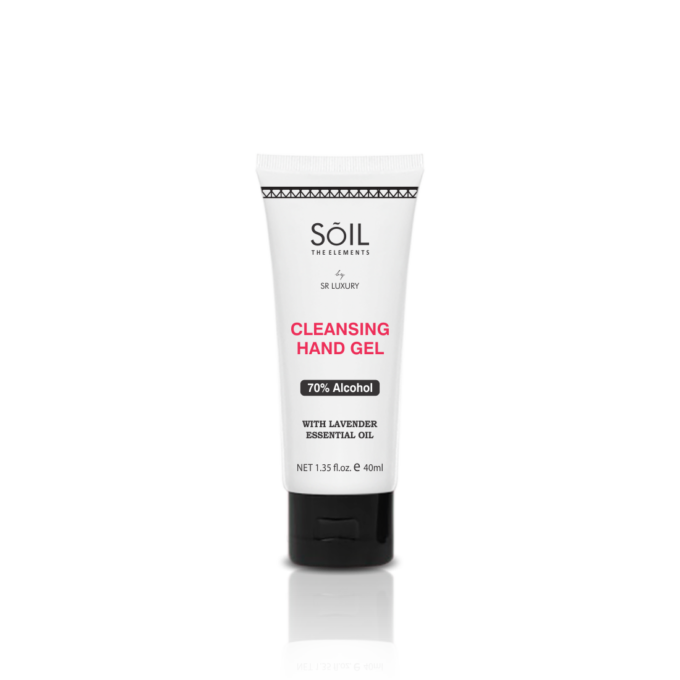 SÕIL
THE ELEMENTS
by
SR LUXURY
CLEANSING
HAND GEL
70% Alcohol
WITH LAVENDER
ESSENTIAL OIL
NET 1.35 fl.oz. e 40ml